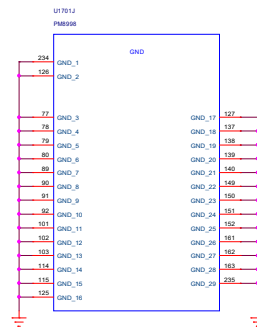 U1701J
PM8998
GND
234 GND_1
126 GND_2
77 GND_3 GND_17 127
78 GND_4 GND_18 137
79 GND_5 GND_19 138
80 GND_6 GND_20 139
89 GND_7 GND_21 140
90 GND_8 GND_22 149
91 GND_9 GND_23 150
92 GND_10 GND_24 151
101 GND_11 GND_25 152
102 GND_12 GND_26 161
103 GND_13 GND_27 162
114 GND_14 GND_28 163
115 GND_15 GND_29 235
125 GND_16